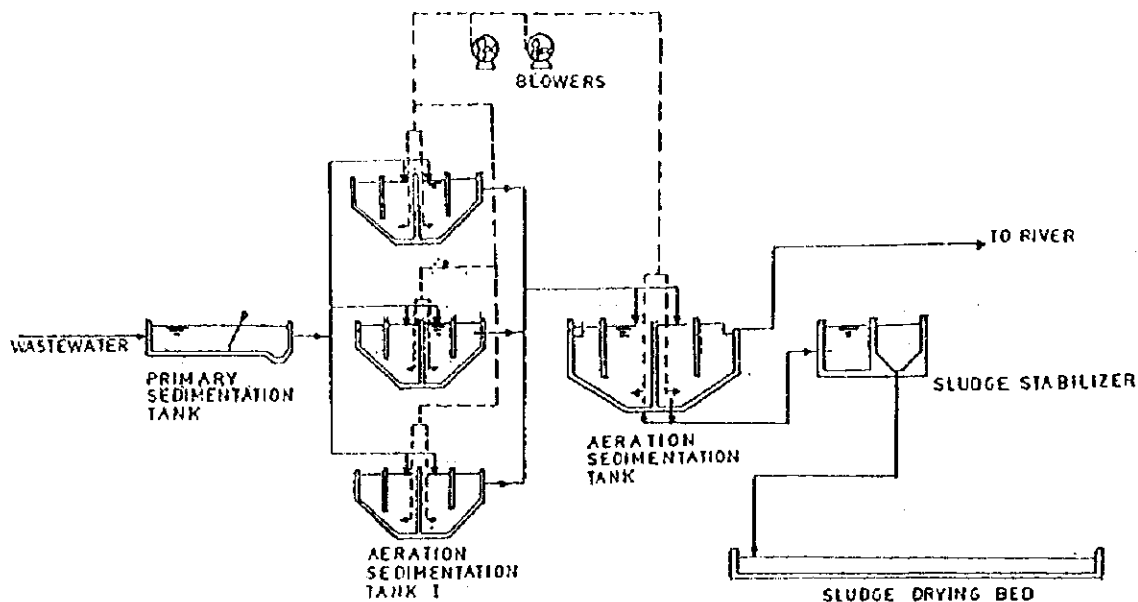 BLOWERS
TO RIVER
WASTEWATER
PRIMARY
SEDIMENTATION
TANK
SLUDGE STABILIZER
AERATION
SEDIMENTATION
TANK
AERATION
SEDIMENTATION
TANK I
SLUDGE DRYING BED